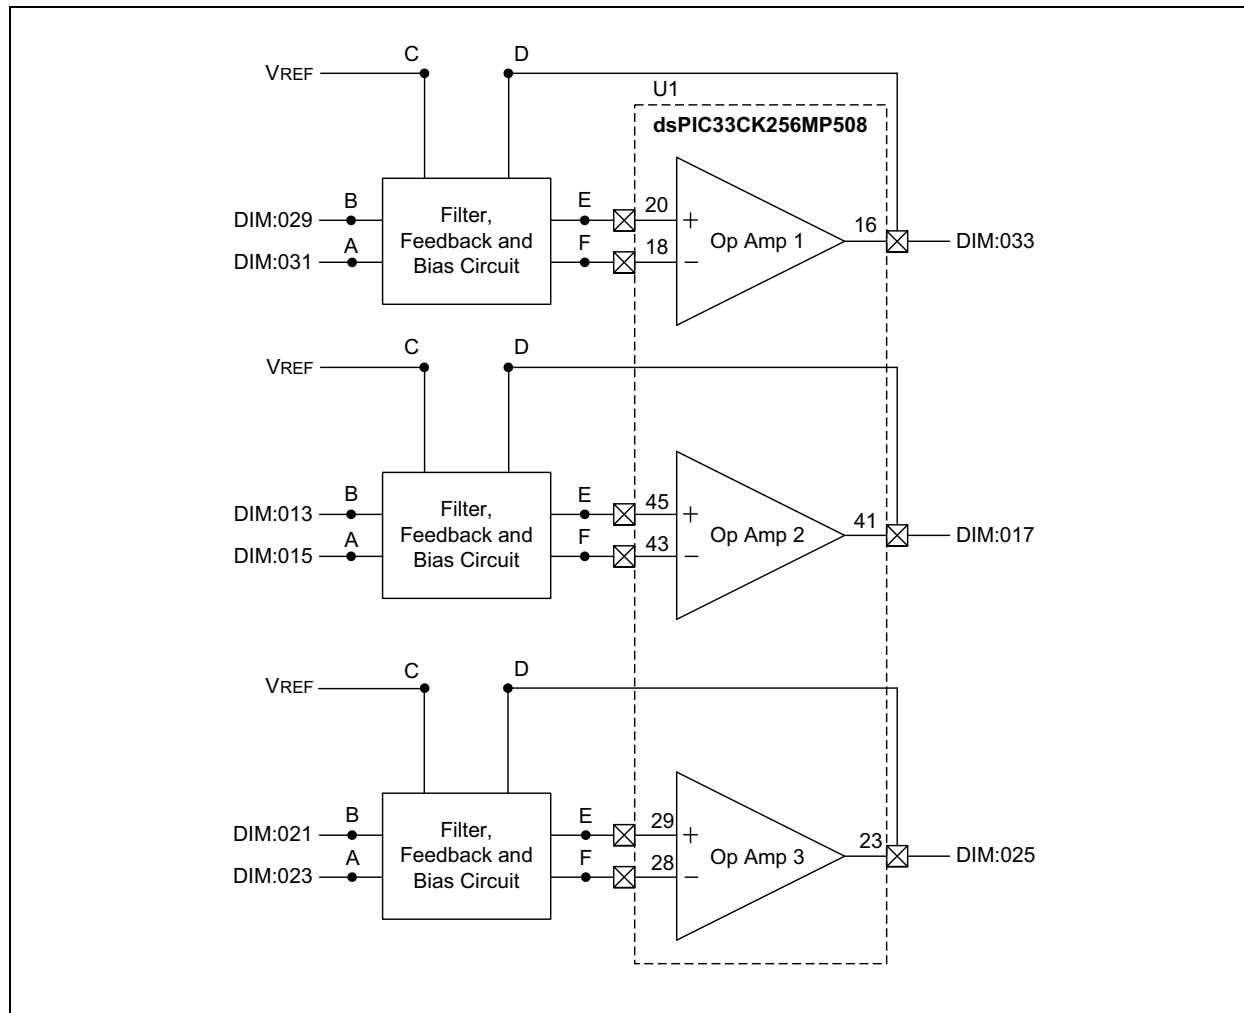 C
D
VREF
U1
dsPIC33CK256MP508
B
E
20
DIM:029
Filter,
+
16
Feedback and
Op Amp 1
DIM:033
A
F
18
DIM:031
Bias Circuit
−
C
D
VREF
B
E
45
DIM:013
Filter,
+
41
Feedback and
Op Amp 2
DIM:017
A
F
43
DIM:015
Bias Circuit
−
C
D
VREF
B
E
29
DIM:021
Filter,
+
23
Feedback and
Op Amp 3
DIM:025
A
F
28
DIM:023
Bias Circuit
−